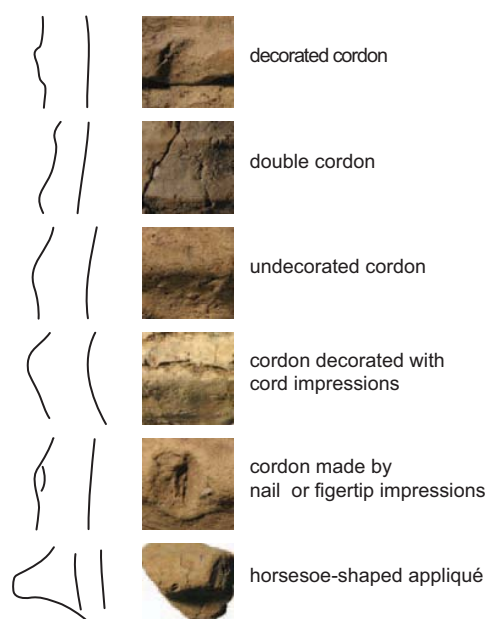 decorated cordon
double cordon
undecorated cordon
cordon decorated with
cord impressions
cordon made by
nail or figertip impressions
horsesoe-shaped appliqué